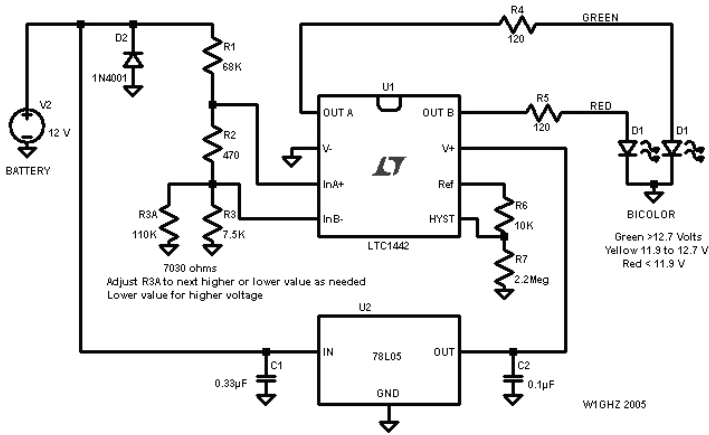 R4
120
GREEN
D2
1N4001
R1
68K
U1
V2
12 V
BATTERY
OUT A
OUT B
R5
120
RED
D1
D1
R2
470
V-
V+
InA+
Ref
InB-
HYST
LTC1442
R6
10K
BICOLOR
Green >12.7 Volts
Yellow 11.9 to 12.7 V
Red < 11.9 V
R3A
110K
R3
7.5K
R7
2.2Meg
7030 ohms
Adjust R3A to next higher or lower value as needed
Lower value for higher voltage
U2
IN
78L05
OUT
GND
C1
0.33µF
C2
0.1µF
W1GHZ 2005